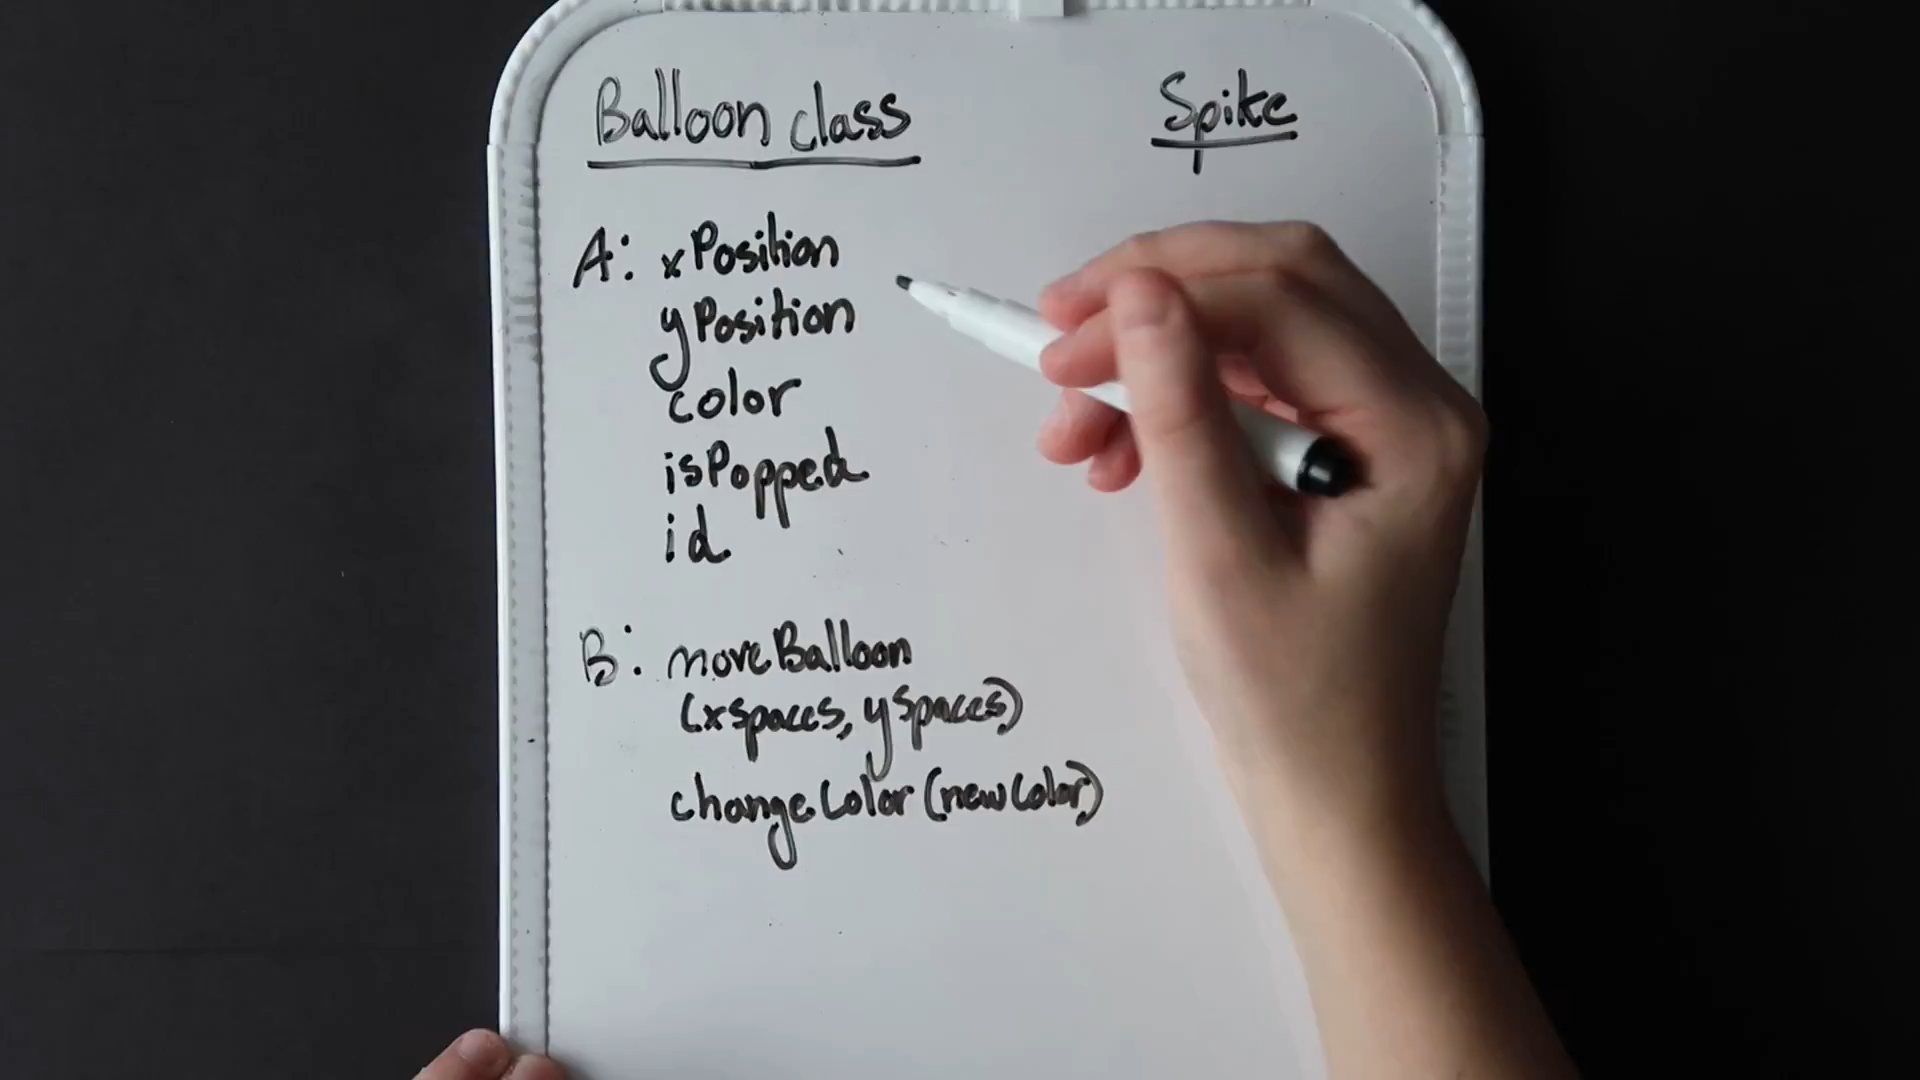 Balloon class
Spike
A: xPosition
yPosition
color
isPopped
id
B: moveBalloon
(xspaces, yspaces)
changeColor (newColor)